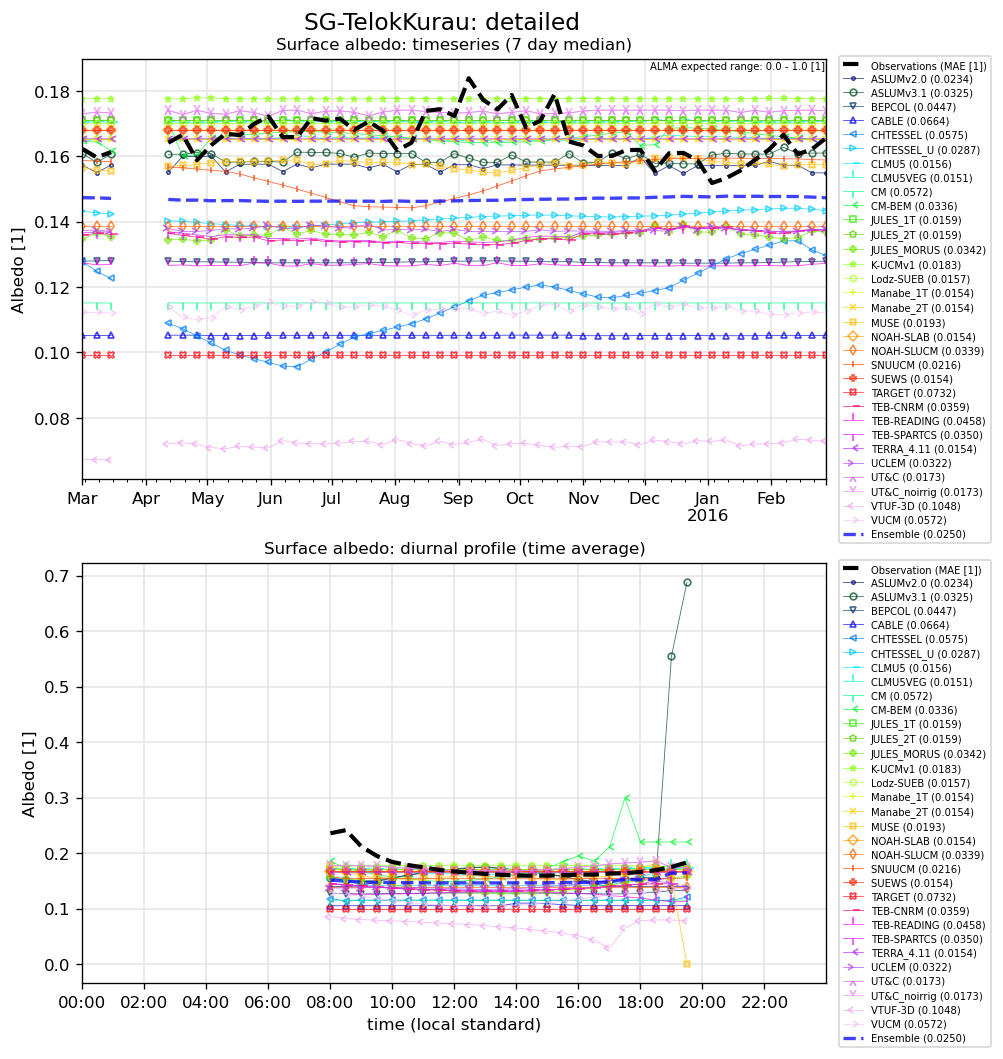 SG-TelokKurau: detailed
Surface albedo: timeseries (7 day median)
ALMA expected range: 0.0 - 1.0 [1]
Albedo [1]
0.18
0.16
0.14
0.12
0.10
0.08
Mar Apr May Jun Jul Aug Sep Oct Nov Dec Jan Feb
2016
Observations (MAE [1])
ASLUMv2.0 (0.0234)
ASLUMv3.1 (0.0325)
BEPCOL (0.0447)
CABLE (0.0664)
CHTESSEL (0.0575)
CHTESSEL_U (0.0287)
CLMU5 (0.0156)
CLMU5VEG (0.0151)
CM (0.0572)
CM-BEM (0.0336)
JULES_1T (0.0159)
JULES_2T (0.0159)
JULES_MORUS (0.0342)
K-UCMv1 (0.0183)
Lodz-SUEB (0.0157)
Manabe_1T (0.0154)
Manabe_2T (0.0154)
MUSE (0.0193)
NOAH-SLAB (0.0154)
NOAH-SLUCM (0.0339)
SNUUCM (0.0216)
SUEWS (0.0154)
TARGET (0.0732)
TEB-CNRM (0.0359)
TEB-READING (0.0458)
TEB-SPARTCS (0.0350)
TERRA_4.11 (0.0154)
UCLEM (0.0322)
UT&C (0.0173)
UT&C_noirrig (0.0173)
VTUF-3D (0.1048)
VUCM (0.0572)
Ensemble (0.0250)
Surface albedo: diurnal profile (time average)
Albedo [1]
0.7
0.6
0.5
0.4
0.3
0.2
0.1
0.0
00:00 02:00 04:00 06:00 08:00 10:00 12:00 14:00 16:00 18:00 20:00 22:00
time (local standard)
Observation (MAE [1])
ASLUMv2.0 (0.0234)
ASLUMv3.1 (0.0325)
BEPCOL (0.0447)
CABLE (0.0664)
CHTESSEL (0.0575)
CHTESSEL_U (0.0287)
CLMU5 (0.0156)
CLMU5VEG (0.0151)
CM (0.0572)
CM-BEM (0.0336)
JULES_1T (0.0159)
JULES_2T (0.0159)
JULES_MORUS (0.0342)
K-UCMv1 (0.0183)
Lodz-SUEB (0.0157)
Manabe_1T (0.0154)
Manabe_2T (0.0154)
MUSE (0.0193)
NOAH-SLAB (0.0154)
NOAH-SLUCM (0.0339)
SNUUCM (0.0216)
SUEWS (0.0154)
TARGET (0.0732)
TEB-CNRM (0.0359)
TEB-READING (0.0458)
TEB-SPARTCS (0.0350)
TERRA_4.11 (0.0154)
UCLEM (0.0322)
UT&C (0.0173)
UT&C_noirrig (0.0173)
VTUF-3D (0.1048)
VUCM (0.0572)
Ensemble (0.0250)